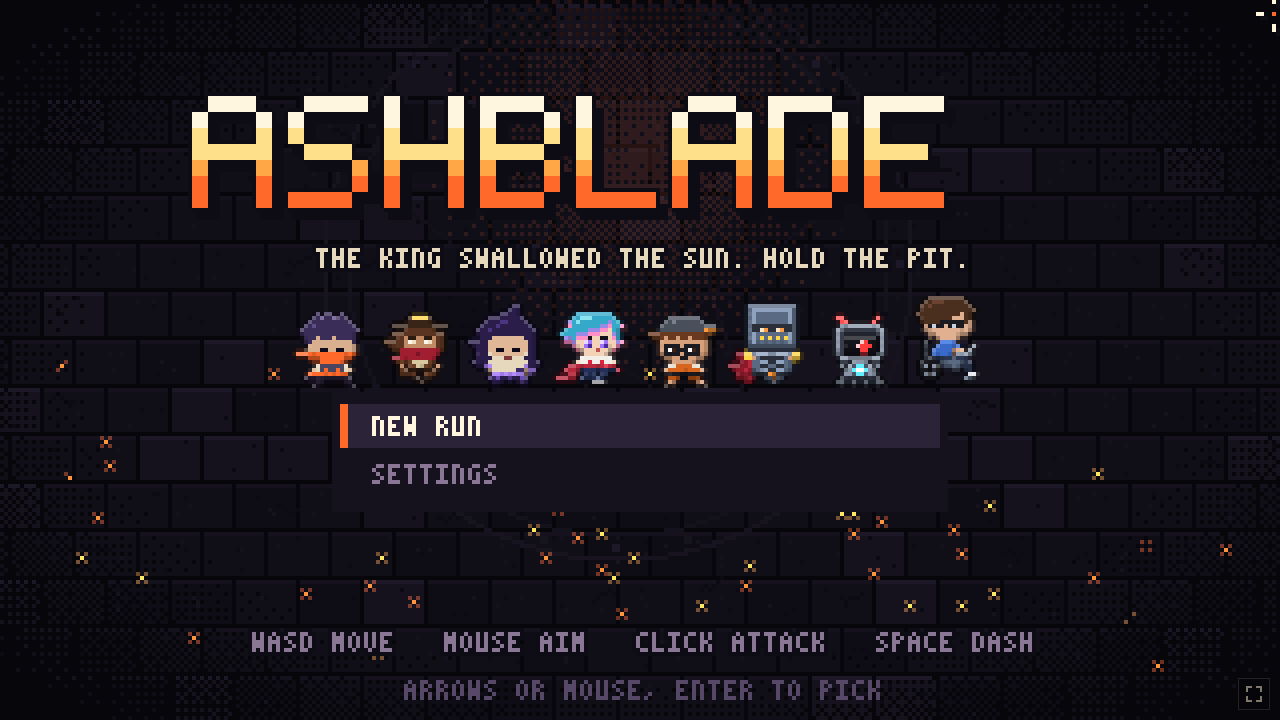 ASHBLADE
THE KING SWALLOWED THE SUN. HOLD THE PIT.
NEW RUN
SETTINGS
WASD MOVE MOUSE AIM CLICK ATTACK SPACE DASH
ARROWS OR MOUSE, ENTER TO PICK